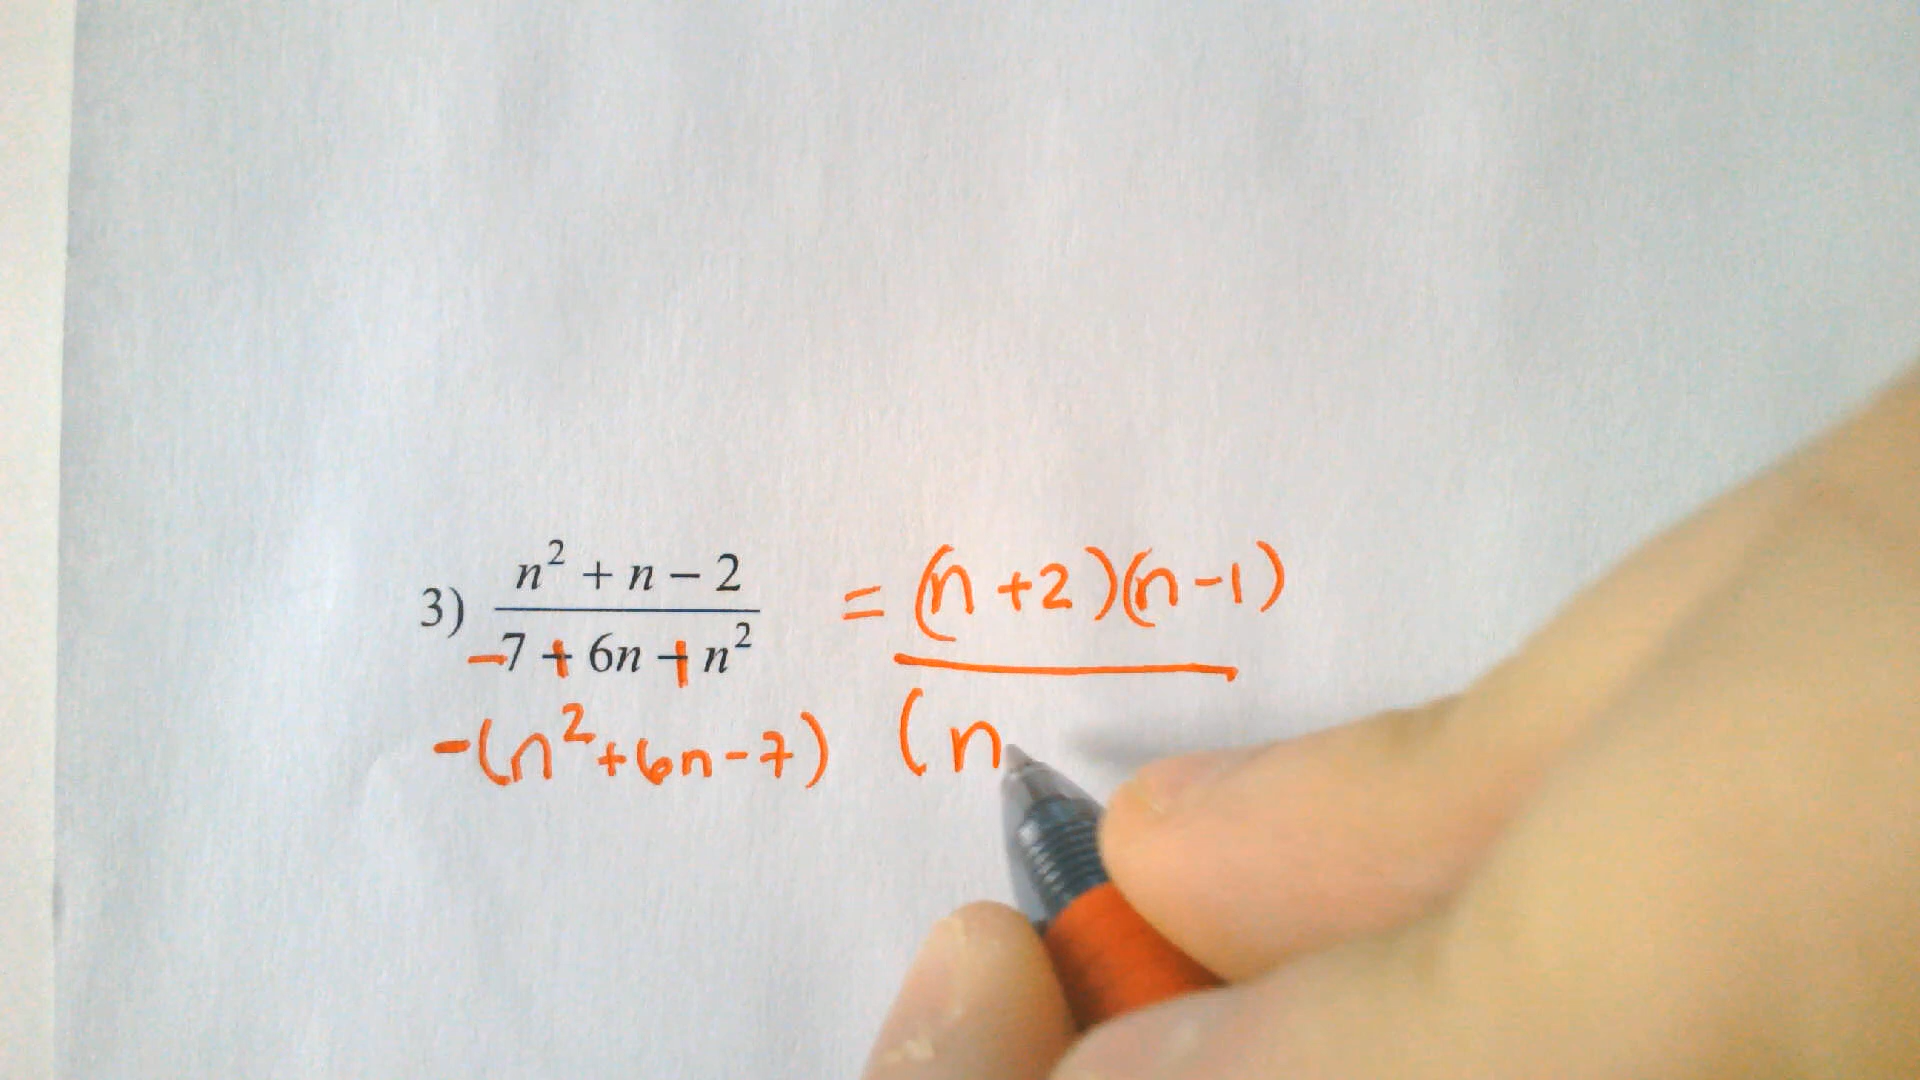 3) n² + n − 2 = (n + 2)(n − 1)
−7 + 6n + n²
−(n² + 6n − 7) (n